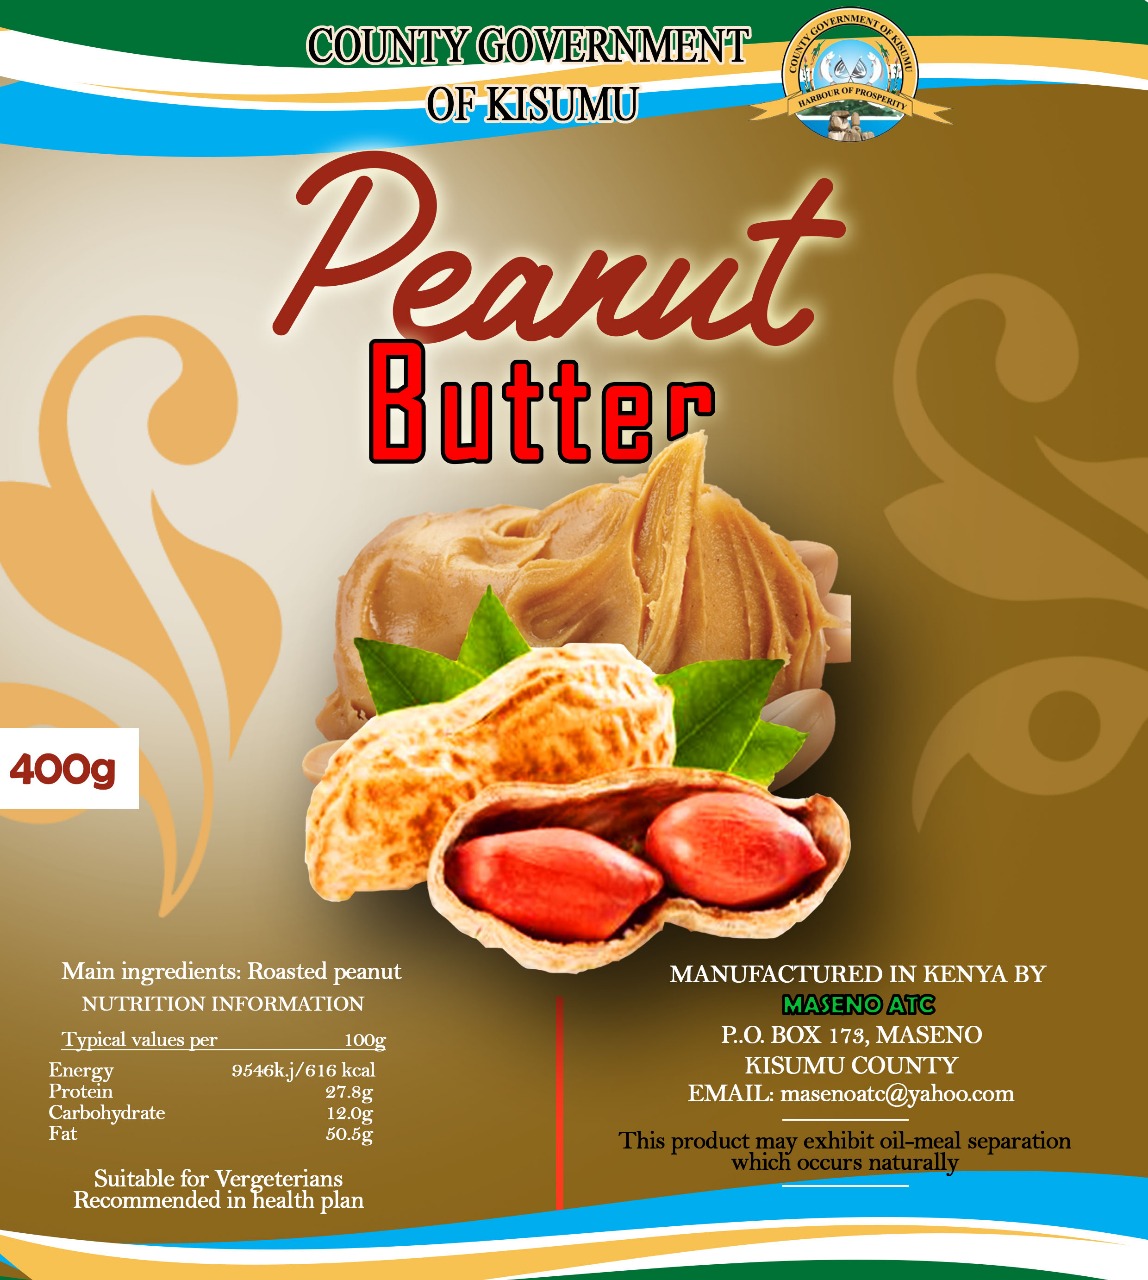 COUNTY GOVERNMENT
OF KISUMU
COUNTY GOVERNMENT OF KISUMU
HARBOUR OF PROSPERITY
Peanut
Butter
400g
Main ingredients: Roasted peanut
NUTRITION INFORMATION
Typical values per 100g
Energy 9546k.j/616 kcal
Protein 27.8g
Carbohydrate 12.0g
Fat 50.5g
Suitable for Vergeterians
Recommended in health plan
MANUFACTURED IN KENYA BY
MASENO ATC
P..O. BOX 173, MASENO
KISUMU COUNTY
EMAIL: masenoatc@yahoo.com
This product may exhibit oil-meal separation
which occurs naturally